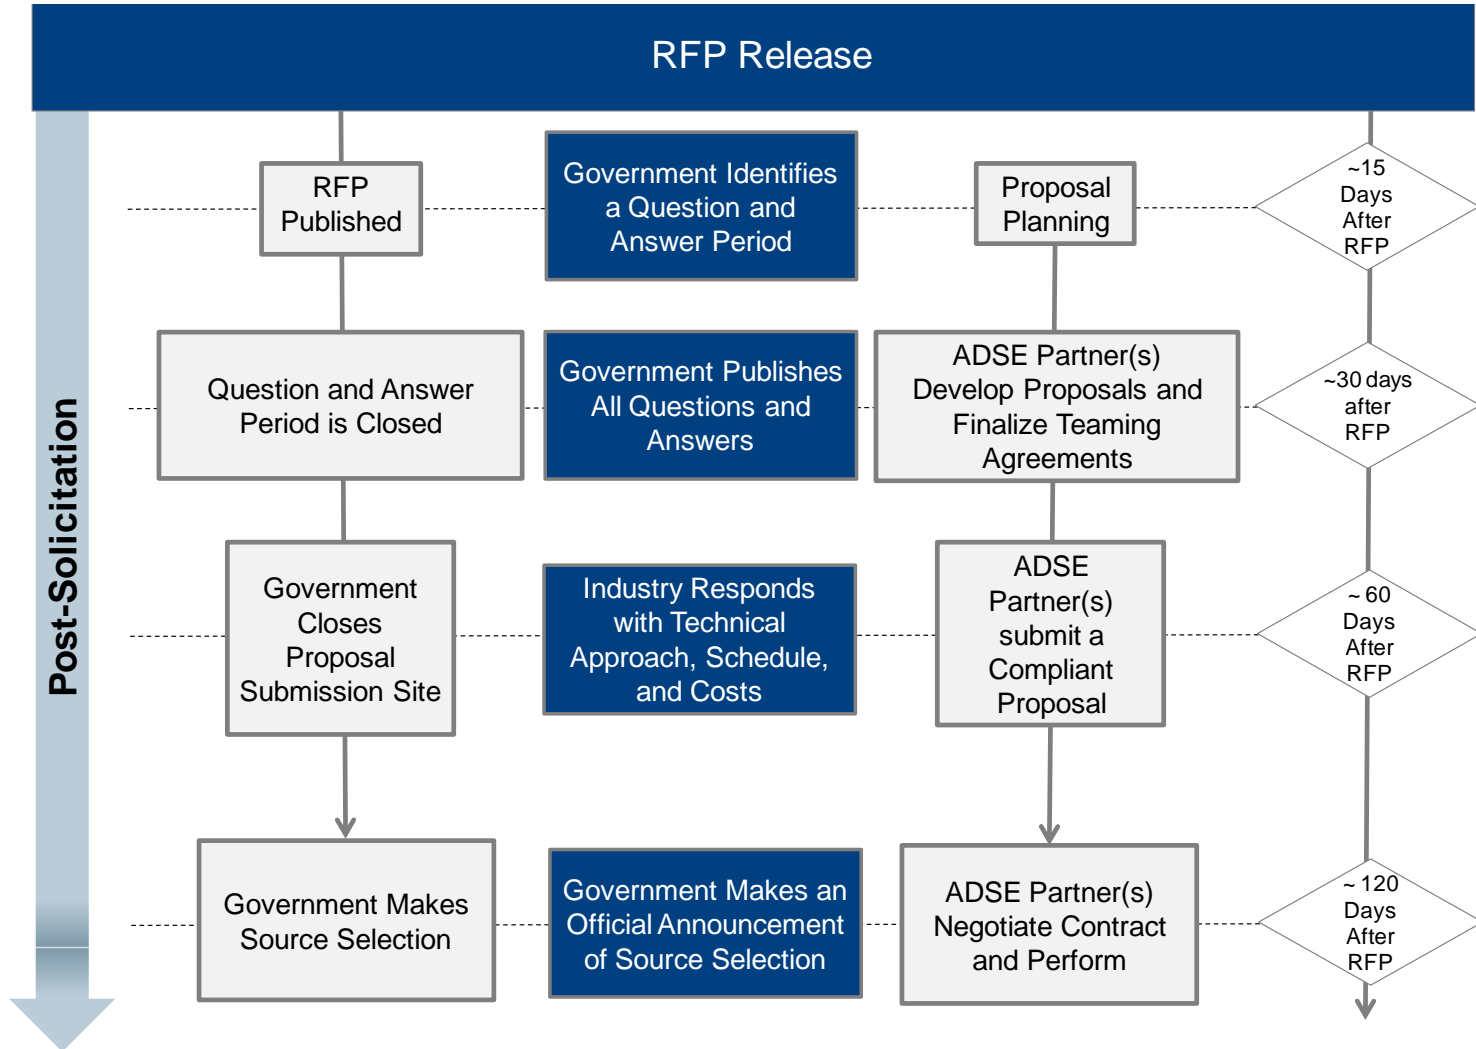 RFP Release
Post-Solicitation
RFP
Published
Government Identifies
a Question and
Answer Period
Proposal
Planning
~15
Days
After
RFP
Question and Answer
Period is Closed
Government Publishes
All Questions and
Answers
ADSE Partner(s)
Develop Proposals and
Finalize Teaming
Agreements
~30 days
after
RFP
Government
Closes
Proposal
Submission Site
Industry Responds
with Technical
Approach, Schedule,
and Costs
ADSE
Partner(s)
submit a
Compliant
Proposal
~ 60
Days
After
RFP
Government Makes
Source Selection
Government Makes an
Official Announcement
of Source Selection
ADSE Partner(s)
Negotiate Contract
and Perform
~ 120
Days
After
RFP